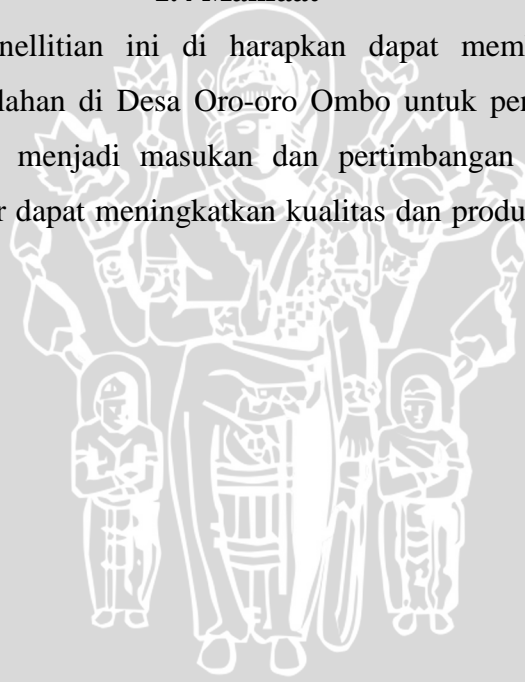 nellitian ini di harapkan dapat mem
lahan di Desa Oro-oro Ombo untuk per
menjadi masukan dan pertimbangan
r dapat meningkatkan kualitas dan produ